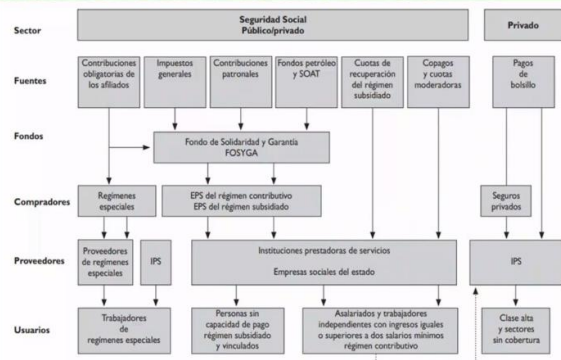 Sector
Seguridad Social
Público/privado
Privado
Fuentes
Contribuciones
obligatorias de
los afiliados
Impuestos
generales
Contribuciones
patronales
Fondos petróleo
y SOAT
Cuotas de
recuperación
del régimen
subsidiado
Copagos
y cuotas
moderadoras
Pagos
de
bolsillo
Fondos
Fondo de Solidaridad y Garantía
FOSYGA
Compradores
Regímenes
especiales
EPS del régimen contributivo
EPS del régimen subsidiado
Seguros
privados
Proveedores
Proveedores
de regímenes
especiales
IPS
Instituciones prestadoras de servicios
Empresas sociales del estado
IPS
Usuarios
Trabajadores
de
regímenes especiales
Personas sin
capacidad de pago
régimen subsidiado
y vinculados
Asalariados y trabajadores
independientes con ingresos iguales
o superiores a dos salarios mínimos
régimen contributivo
Clase alta
y sectores
sin cobertura